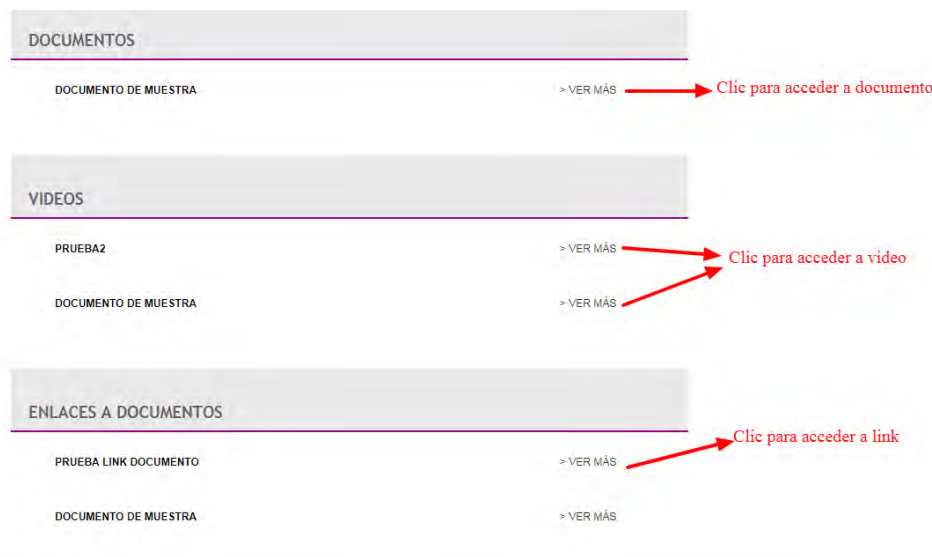 DOCUMENTOS
DOCUMENTO DE MUESTRA > VER MÁS Clic para acceder a documento
VIDEOS
PRUEBA2 > VER MÁS
Clic para acceder a video
DOCUMENTO DE MUESTRA > VER MÁS
ENLACES A DOCUMENTOS
Clic para acceder a link
PRUEBA LINK DOCUMENTO > VER MÁS
DOCUMENTO DE MUESTRA > VER MÁS